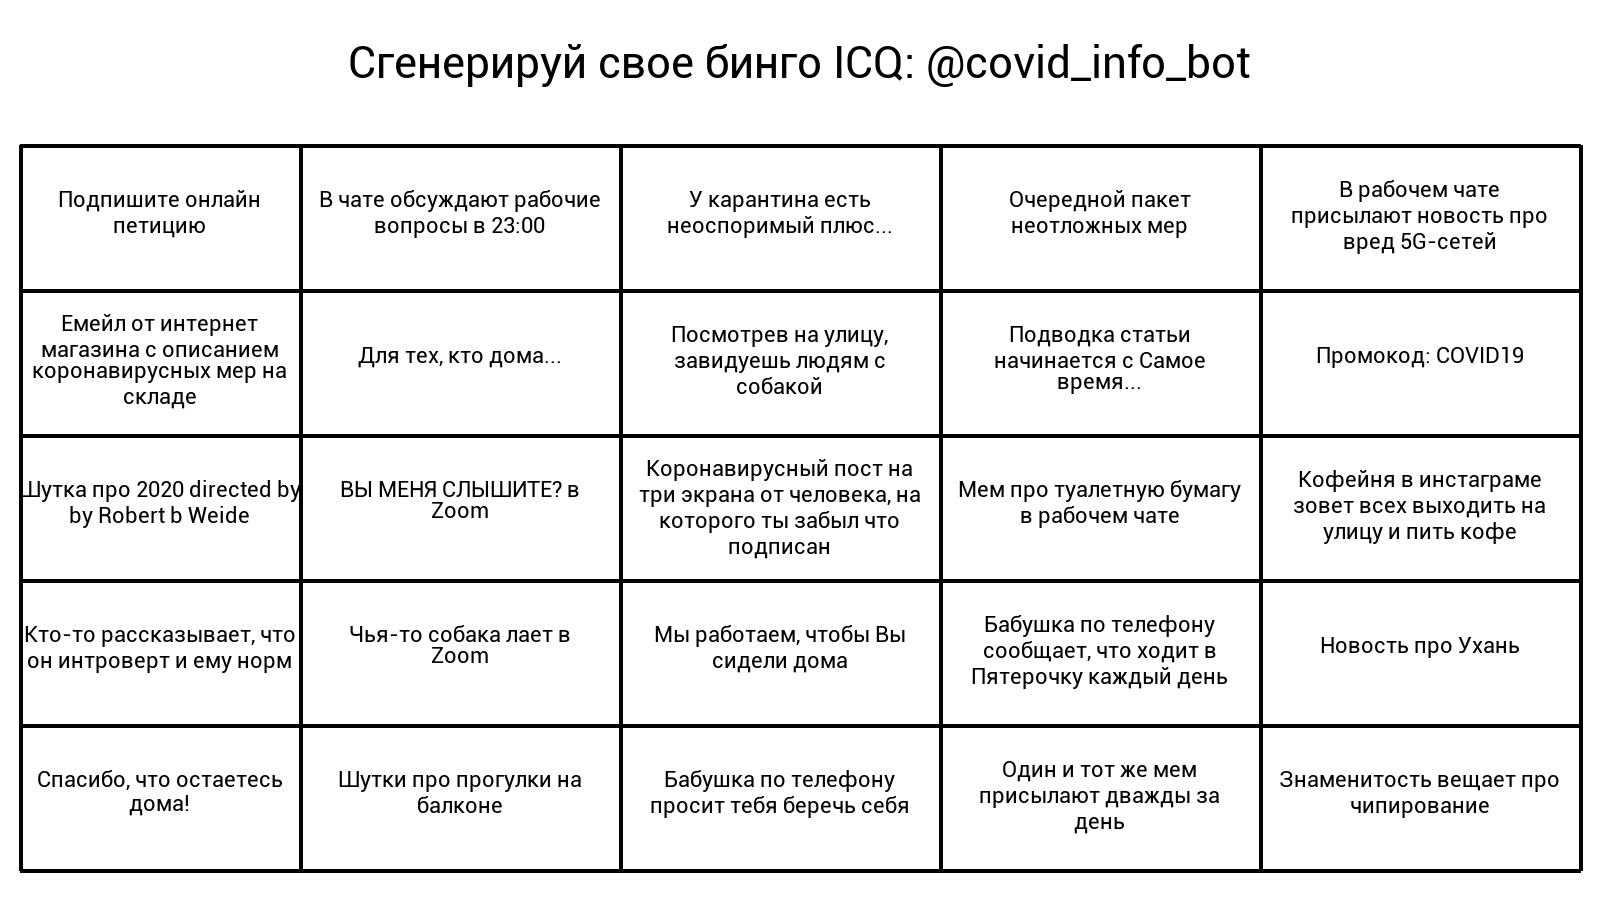 Сгенерируй свое бинго ICQ: @covid_info_bot
Подпишите онлайн
петицию
В чате обсуждают рабочие
вопросы в 23:00
У карантина есть
неоспоримый плюс...
Очередной пакет
неотложных мер
В рабочем чате
присылают новость про
вред 5G-сетей
Емейл от интернет
магазина с описанием
коронавирусных мер на
складе
Для тех, кто дома...
Посмотрев на улицу,
завидуешь людям с
собакой
Подводка статьи
начинается с Самое
время...
Промокод: COVID19
Шутка про 2020 directed by
by Robert b Weide
ВЫ МЕНЯ СЛЫШИТЕ? в
Zoom
Коронавирусный пост на
три экрана от человека, на
которого ты забыл что
подписан
Мем про туалетную бумагу
в рабочем чате
Кофейня в инстаграме
зовет всех выходить на
улицу и пить кофе
Кто-то рассказывает, что
он интроверт и ему норм
Чья-то собака лает в
Zoom
Мы работаем, чтобы Вы
сидели дома
Бабушка по телефону
сообщает, что ходит в
Пятерочку каждый день
Новость про Ухань
Спасибо, что остаетесь
дома!
Шутки про прогулки на
балконе
Бабушка по телефону
просит тебя беречь себя
Один и тот же мем
присылают дважды за
день
Знаменитость вещает про
чипирование